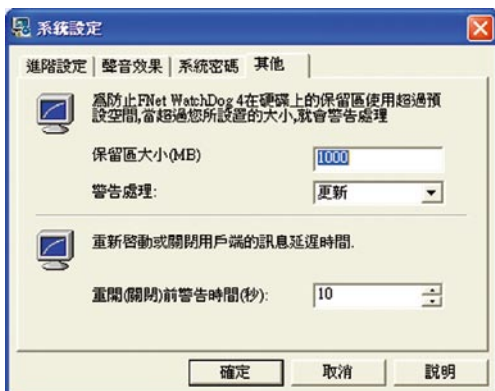 系統設定
進階設定 聲音效果 系統密碼 其他
為防止FNet WatchDog 4在硬碟上的保留區使用超過預
設空間,當超過您所設置的大小,就會警告處理
保留區大小(MB) 1000
警告處理: 更新
重新啓動或關閉用戶端的訊息延遲時間.
重開(關閉)前警告時間(秒): 10
確定 取消 説明